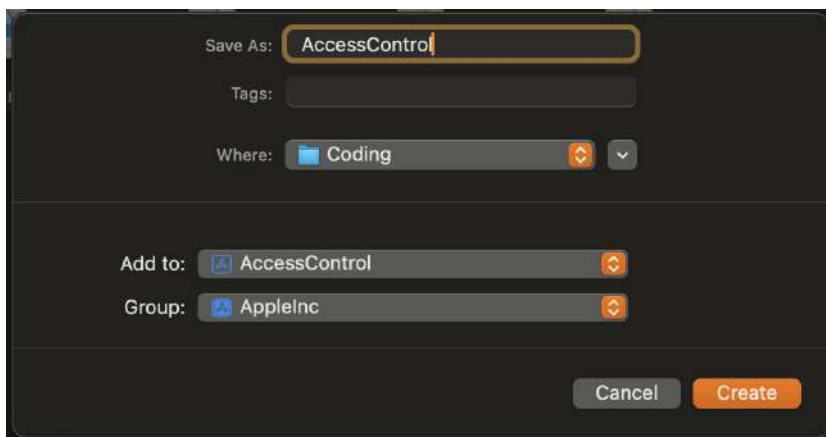 Save As: AccessControl
Tags:
Where: Coding
Add to: AccessControl
Group: AppleInc
Cancel Create